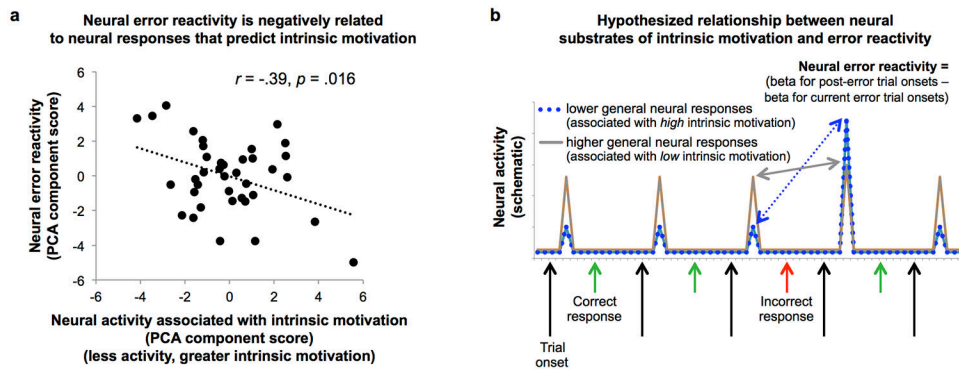 a
Neural error reactivity is negatively related
to neural responses that predict intrinsic motivation
r = -.39, p = .016
Neural error reactivity
(PCA component score)
6
4
2
0
-2
-4
-6
-6
-4
-2
0
2
4
6
Neural activity associated with intrinsic motivation
(PCA component score)
(less activity, greater intrinsic motivation)
b
Hypothesized relationship between neural
substrates of intrinsic motivation and error reactivity
Neural error reactivity =
(beta for post-error trial onsets –
beta for current error trial onsets)
lower general neural responses
(associated with high intrinsic motivation)
higher general neural responses
(associated with low intrinsic motivation)
Neural activity
(schematic)
Correct
response
Incorrect
response
Trial
onset